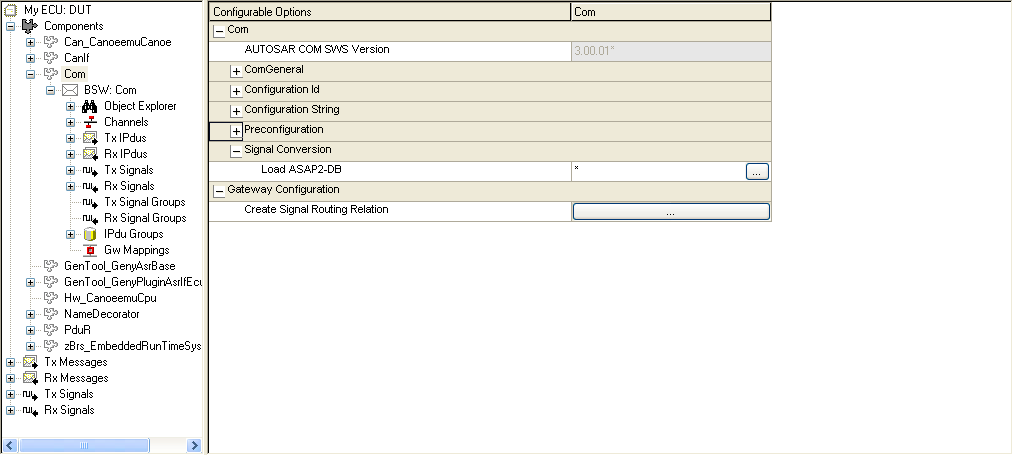 My ECU: DUT
Components
Can_CanoeemuCanoe
CanIf
Com
BSW: Com
Object Explorer
Channels
Tx IPdus
Rx IPdus
Tx Signals
Rx Signals
Tx Signal Groups
Rx Signal Groups
IPdu Groups
Gw Mappings
GenTool_GenyAsrBase
GenTool_GenyPluginAsrIfEcu
Hw_CanoeemuCpu
NameDecorator
PduR
zBrs_EmbeddedRunTimeSys
Tx Messages
Rx Messages
Tx Signals
Rx Signals
Configurable Options Com
Com
AUTOSAR COM SWS Version 3.00.01*
ComGeneral
Configuration Id
Configuration String
Preconfiguration
Signal Conversion
Load ASAP2-DB * ...
Gateway Configuration
Create Signal Routing Relation ...